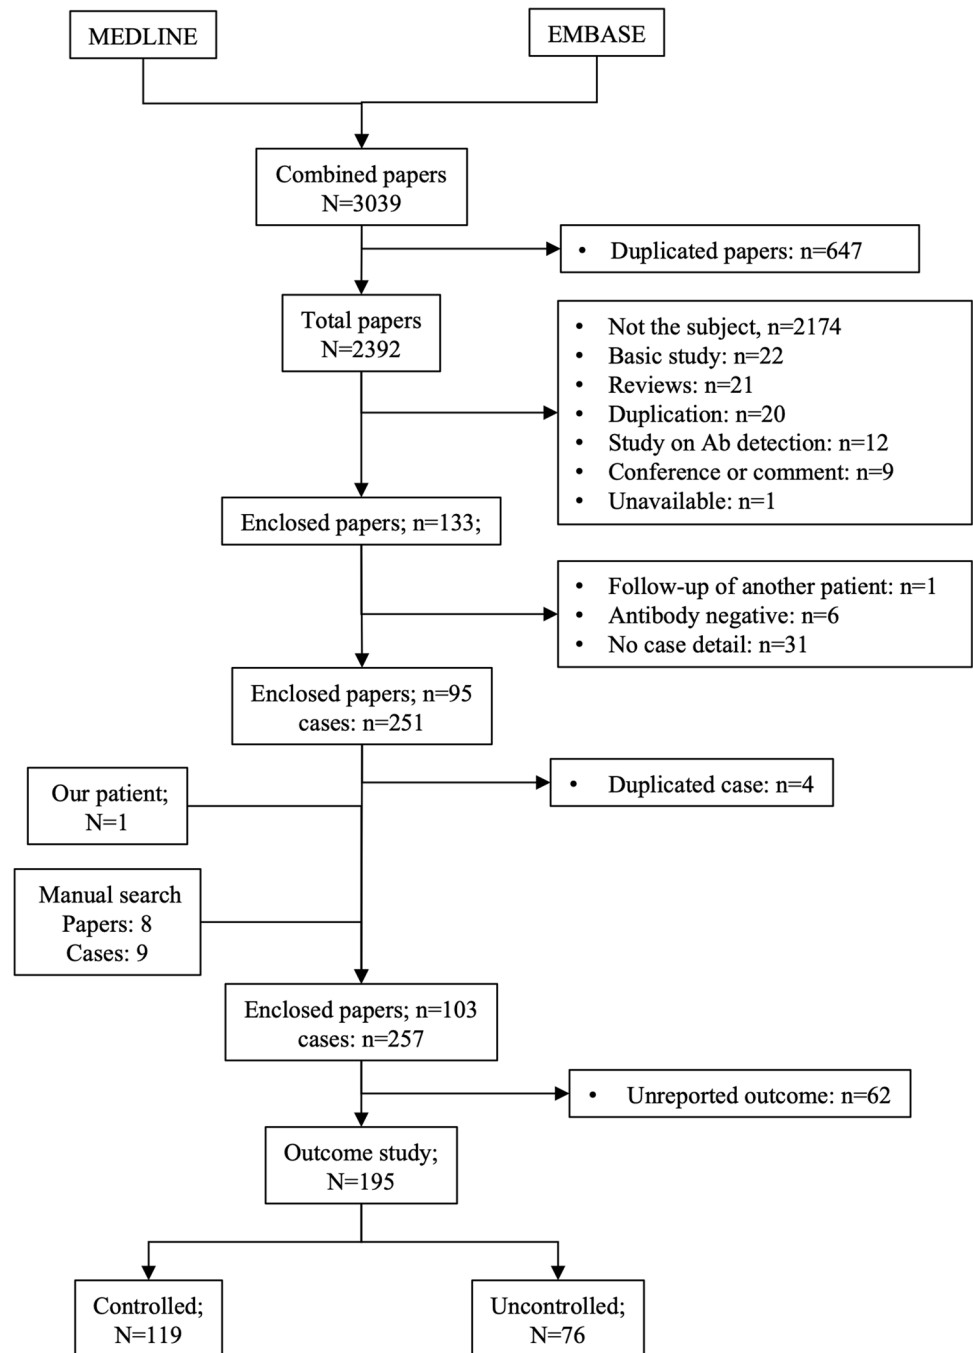 MEDLINE
EMBASE
Combined papers
N=3039
• Duplicated papers: n=647
Total papers
N=2392
• Not the subject, n=2174
• Basic study: n=22
• Reviews: n=21
• Duplication: n=20
• Study on Ab detection: n=12
• Conference or comment: n=9
• Unavailable: n=1
Enclosed papers; n=133;
• Follow-up of another patient: n=1
• Antibody negative: n=6
• No case detail: n=31
Enclosed papers; n=95
cases: n=251
• Duplicated case: n=4
Our patient;
N=1
Manual search
Papers: 8
Cases: 9
Enclosed papers; n=103
cases: n=257
• Unreported outcome: n=62
Outcome study;
N=195
Controlled;
N=119
Uncontrolled;
N=76